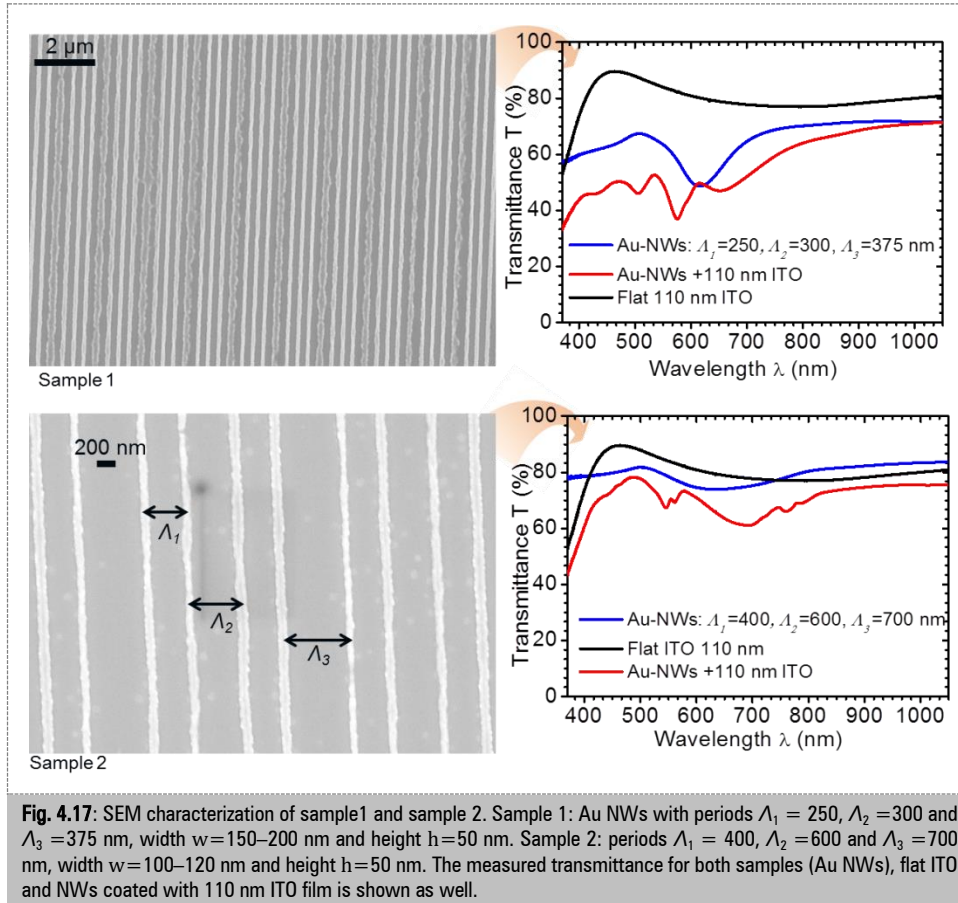 2 μm
Sample 1
Transmittance T (%)
100
80
60
40
20
0
Au-NWs: Λ1=250, Λ2=300, Λ3=375 nm
Au-NWs +110 nm ITO
Flat 110 nm ITO
400 500 600 700 800 900 1000
Wavelength λ (nm)
200 nm
Λ1
Λ2
Λ3
Sample 2
Transmittance T (%)
100
80
60
40
20
0
Au-NWs: Λ1=400, Λ2=600, Λ3=700 nm
Flat ITO 110 nm
Au-NWs +110 nm ITO
400 500 600 700 800 900 1000
Wavelength λ (nm)
Fig. 4.17: SEM characterization of sample1 and sample 2. Sample 1: Au NWs with periods Λ1 = 250, Λ2 =300 and
Λ3 =375 nm, width w=150–200 nm and height h=50 nm. Sample 2: periods Λ1 = 400, Λ2 =600 and Λ3 =700
nm, width w=100–120 nm and height h=50 nm. The measured transmittance for both samples (Au NWs), flat ITO
and NWs coated with 110 nm ITO film is shown as well.